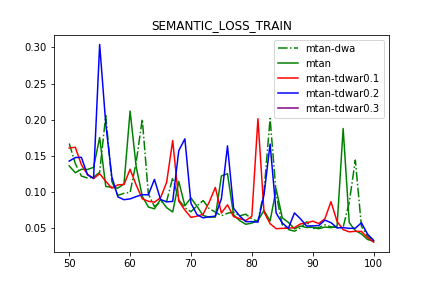 SEMANTIC_LOSS_TRAIN
0.30
0.25
0.20
0.15
0.10
0.05
mtan-dwa
mtan
mtan-tdwar0.1
mtan-tdwar0.2
mtan-tdwar0.3
50 60 70 80 90 100